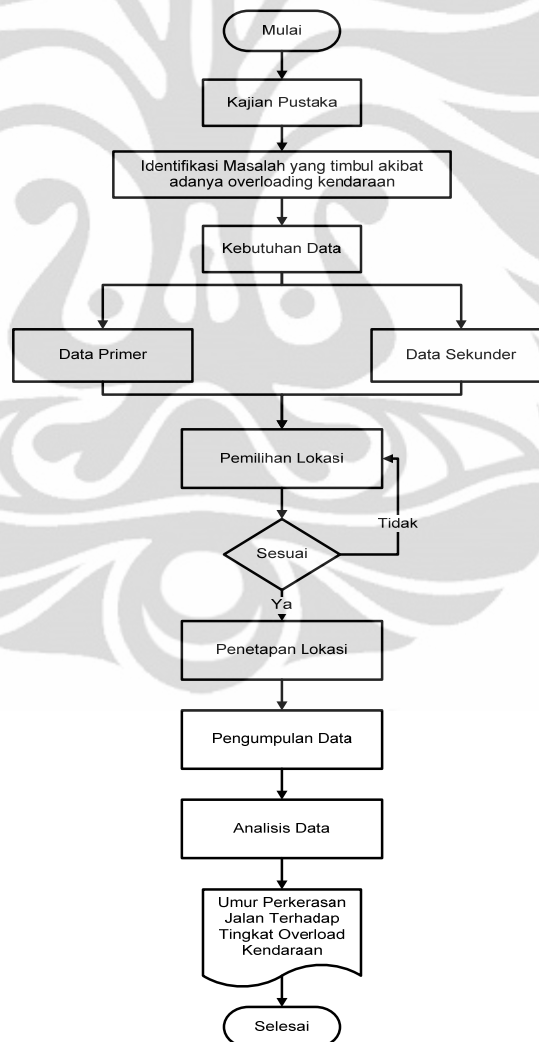 Mulai
Kajian Pustaka
Identifikasi Masalah yang timbul akibat
adanya overloading kendaraan
Kebutuhan Data
Data Primer
Data Sekunder
Pemilihan Lokasi
Tidak
Sesuai
Ya
Penetapan Lokasi
Pengumpulan Data
Analisis Data
Umur Perkerasan
Jalan Terhadap
Tingkat Overload
Kendaraan
Selesai